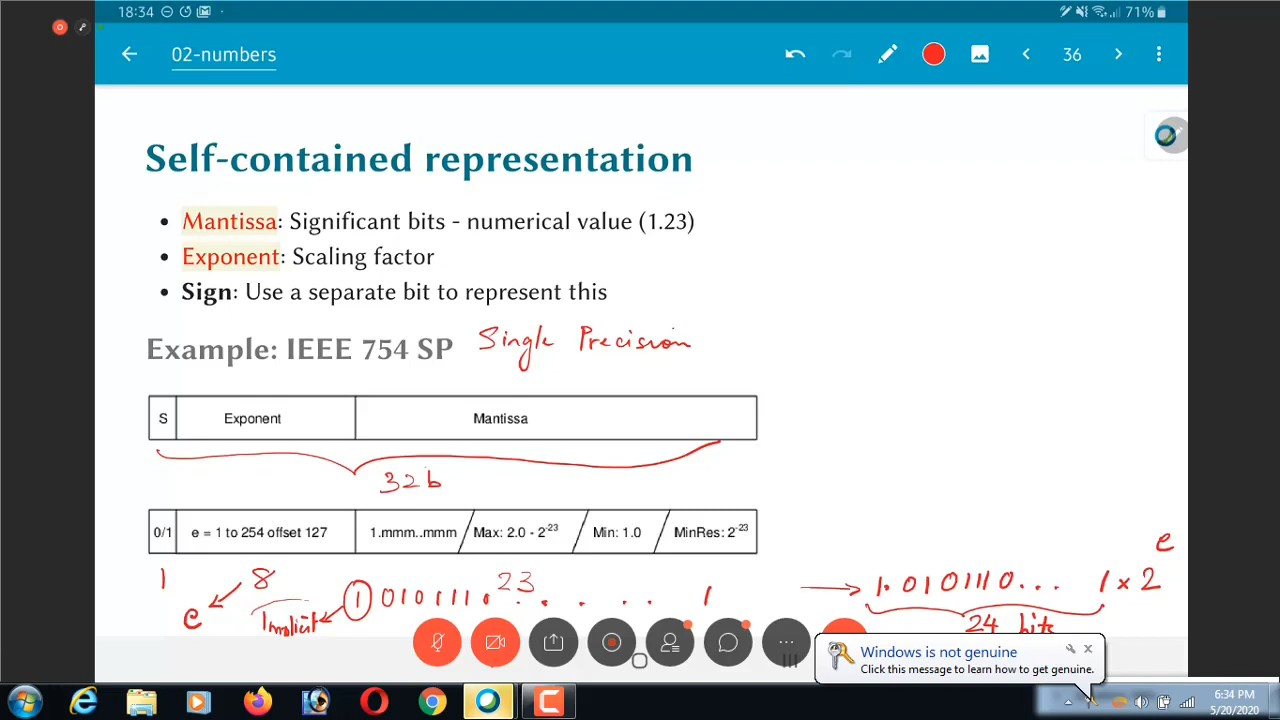 18:34 71%
02-numbers 36
Self-contained representation
• Mantissa: Significant bits - numerical value (1.23)
• Exponent: Scaling factor
• Sign: Use a separate bit to represent this
Example: IEEE 754 SP Single Precision
S Exponent Mantissa
32b
0/1 e = 1 to 254 offset 127 1.mmm..mmm Max: 2.0 - 2⁻²³ Min: 1.0 MinRes: 2⁻²³
1 8 23
e Implicit 1 010111. . . . . . 1 → 1.0101110... 1 × 2ᵉ
24 bits
Windows is not genuine
Click this message to learn how to get genuine.
6:34 PM
5/20/2020